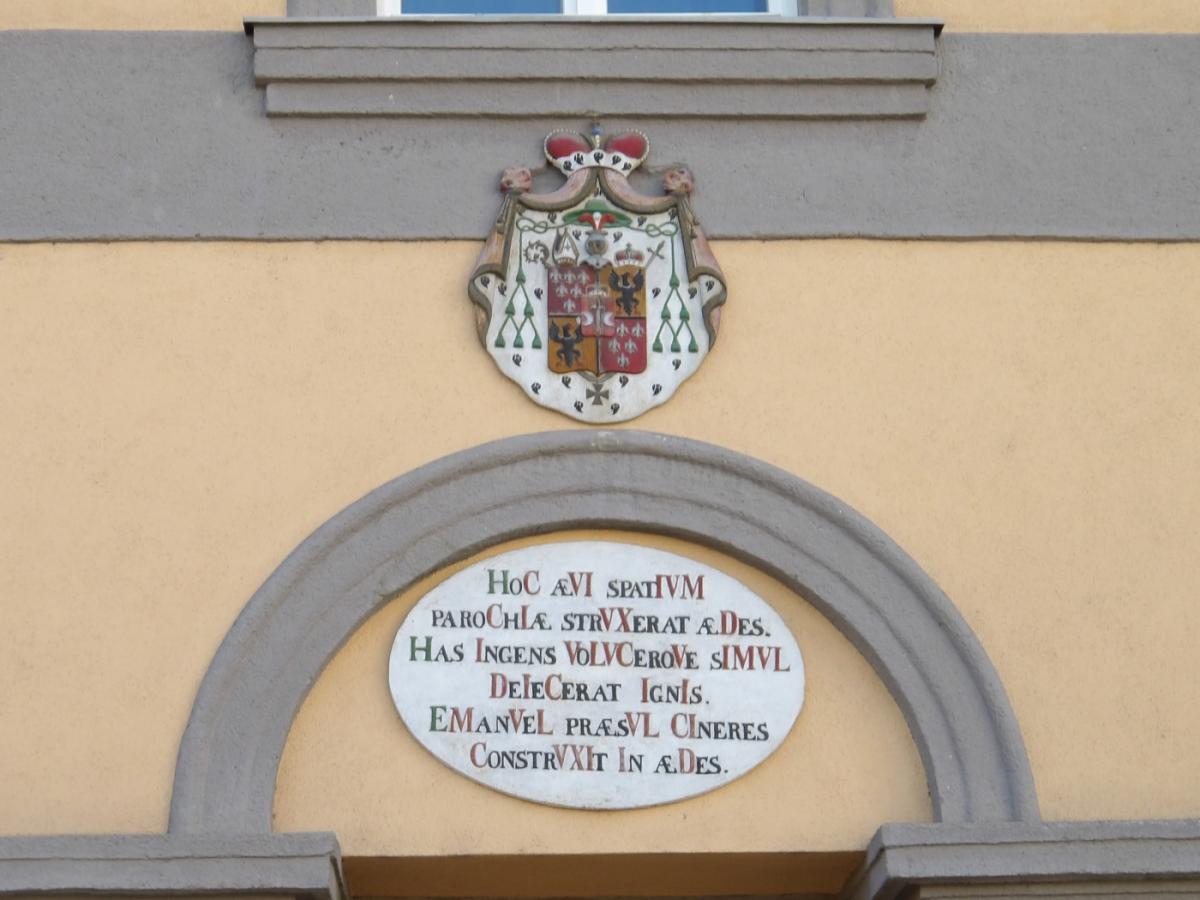 HoC ÆVI SPATIVM
PAROCHIÆ STRVXERAT ÆDES.
HAS INGENS VOLVCEROVE SIMVL
DEIECERAT IGNIS.
EMANVEL PRÆSVL CINERES
CONSTRVXIT IN ÆDES.